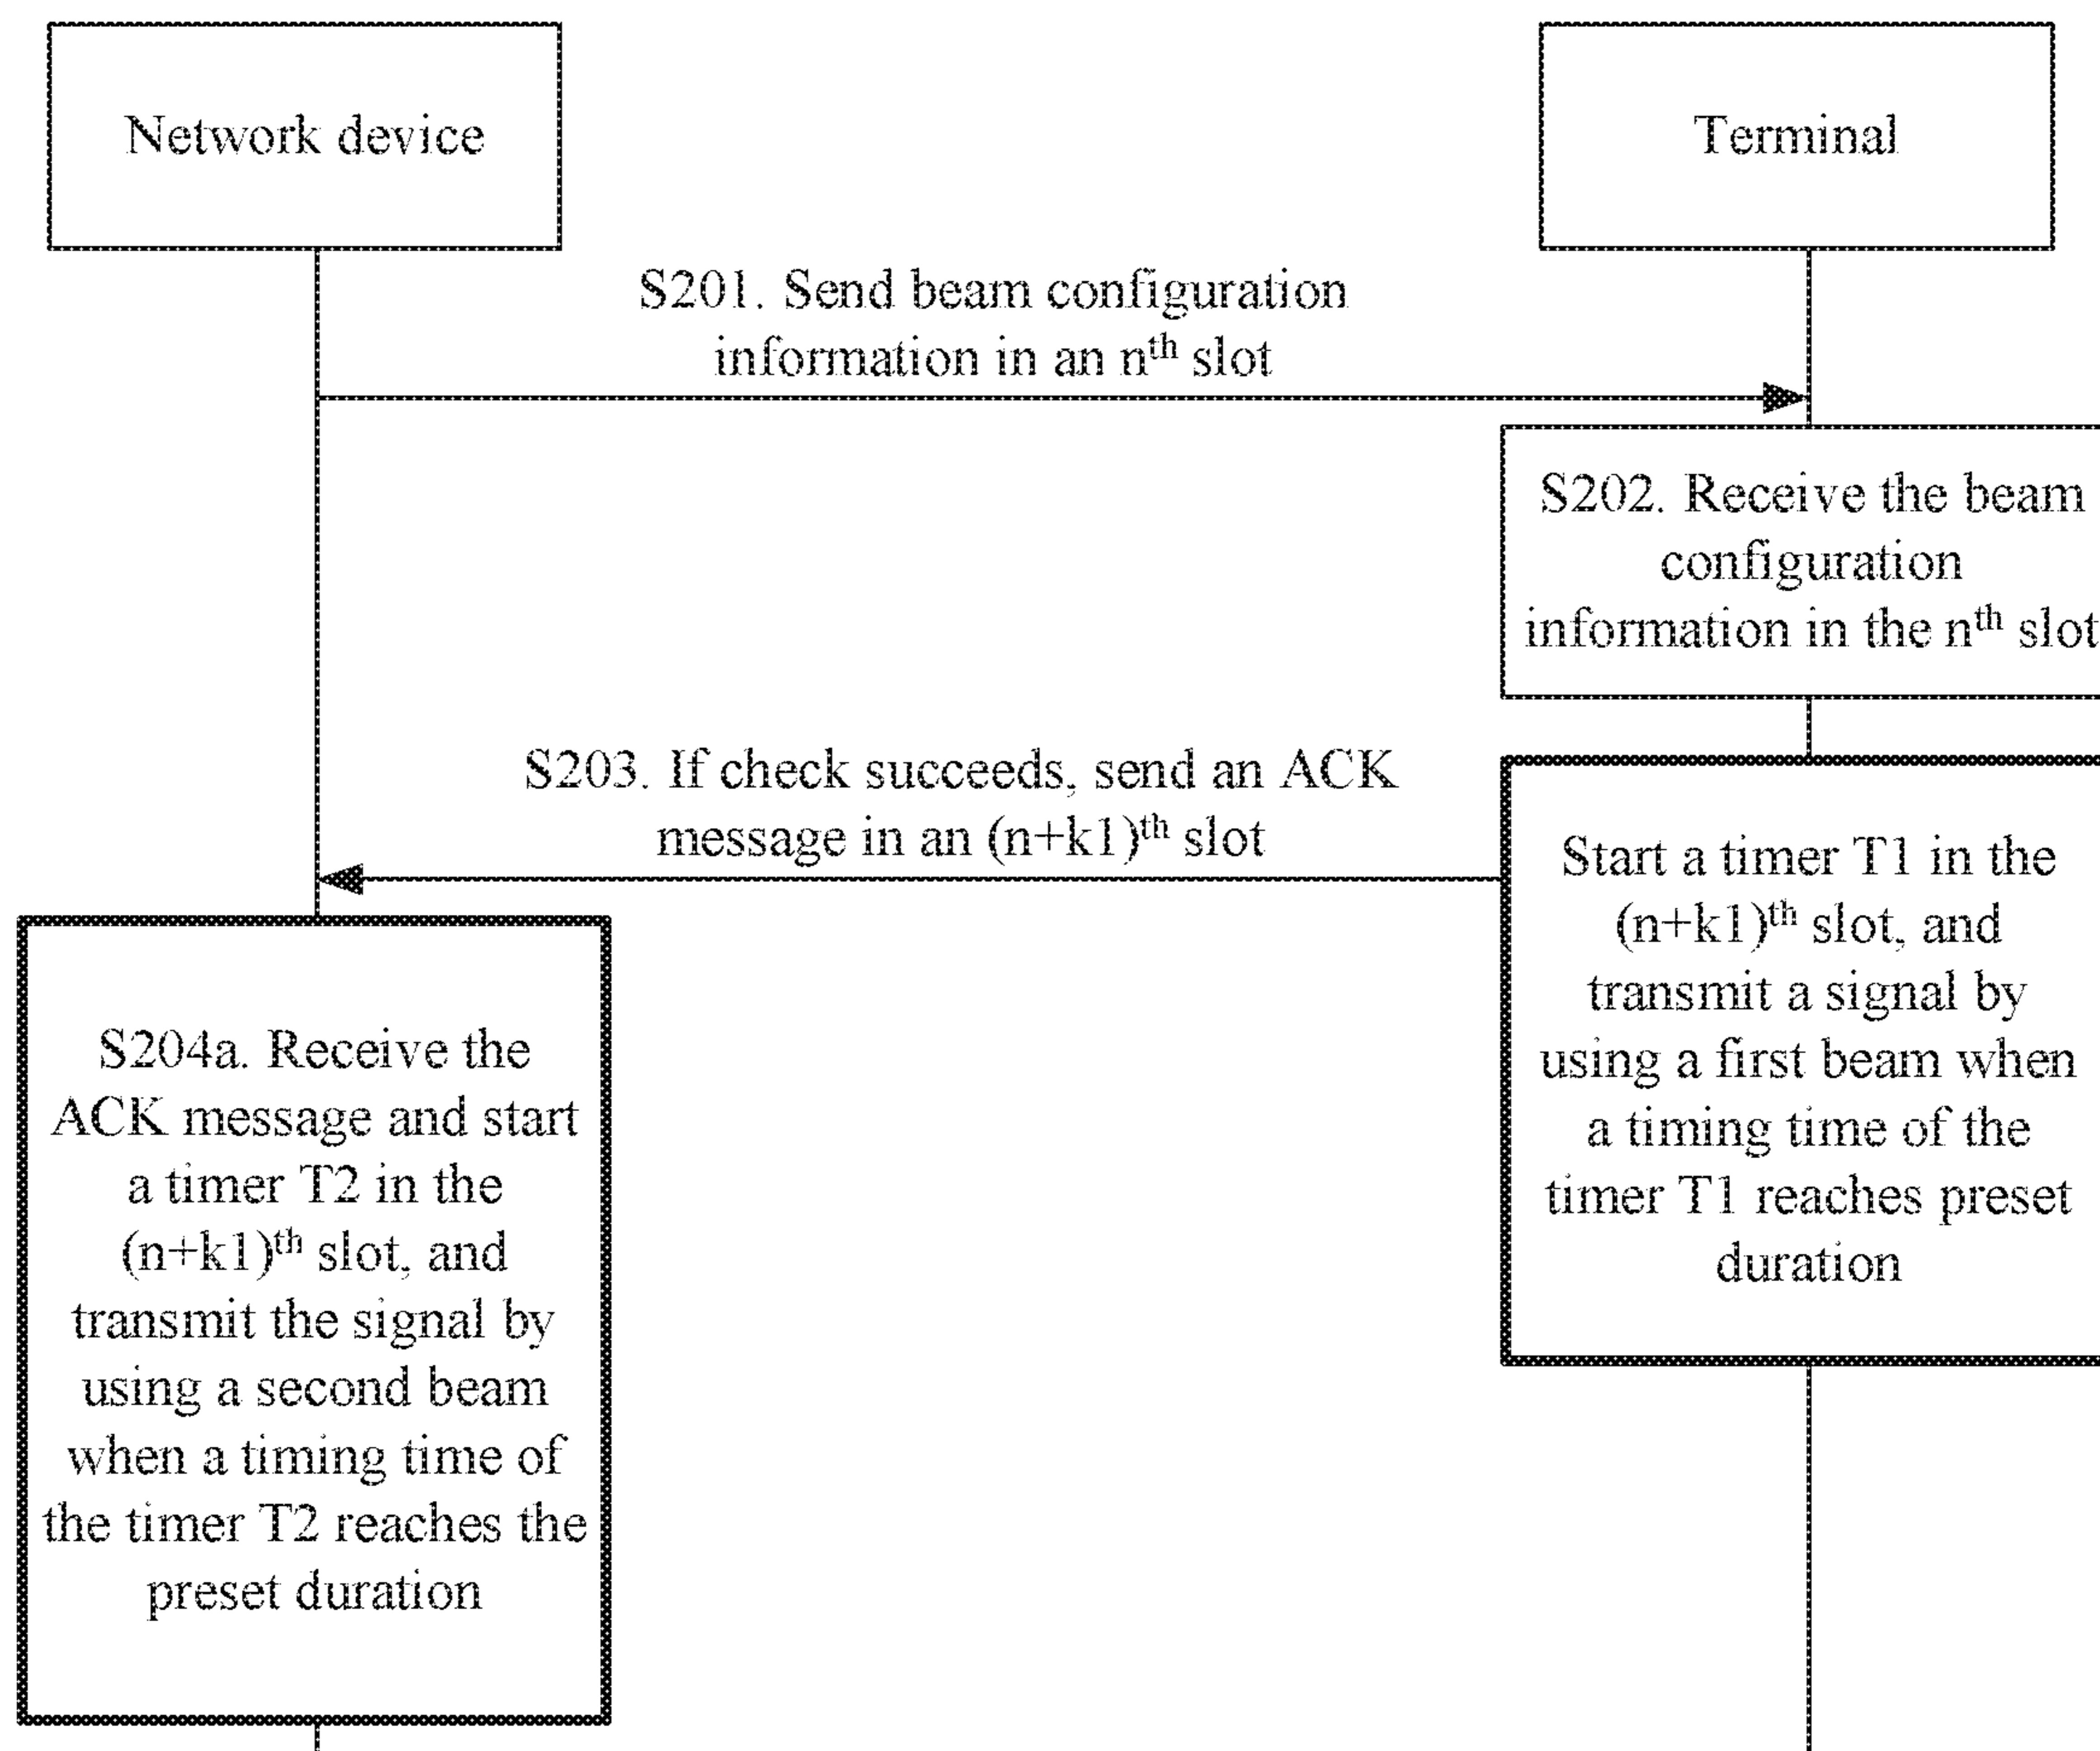 Network device
Terminal
S201. Send beam configuration
information in an nth slot
S202. Receive the beam
configuration
information in the nth slot
S203. If check succeeds, send an ACK
message in an (n+k1)th slot
Start a timer T1 in the
(n+k1)th slot, and
transmit a signal by
using a first beam when
a timing time of the
timer T1 reaches preset
duration
S204a. Receive the
ACK message and start
a timer T2 in the
(n+k1)th slot, and
transmit the signal by
using a second beam
when a timing time of
the timer T2 reaches the
preset duration